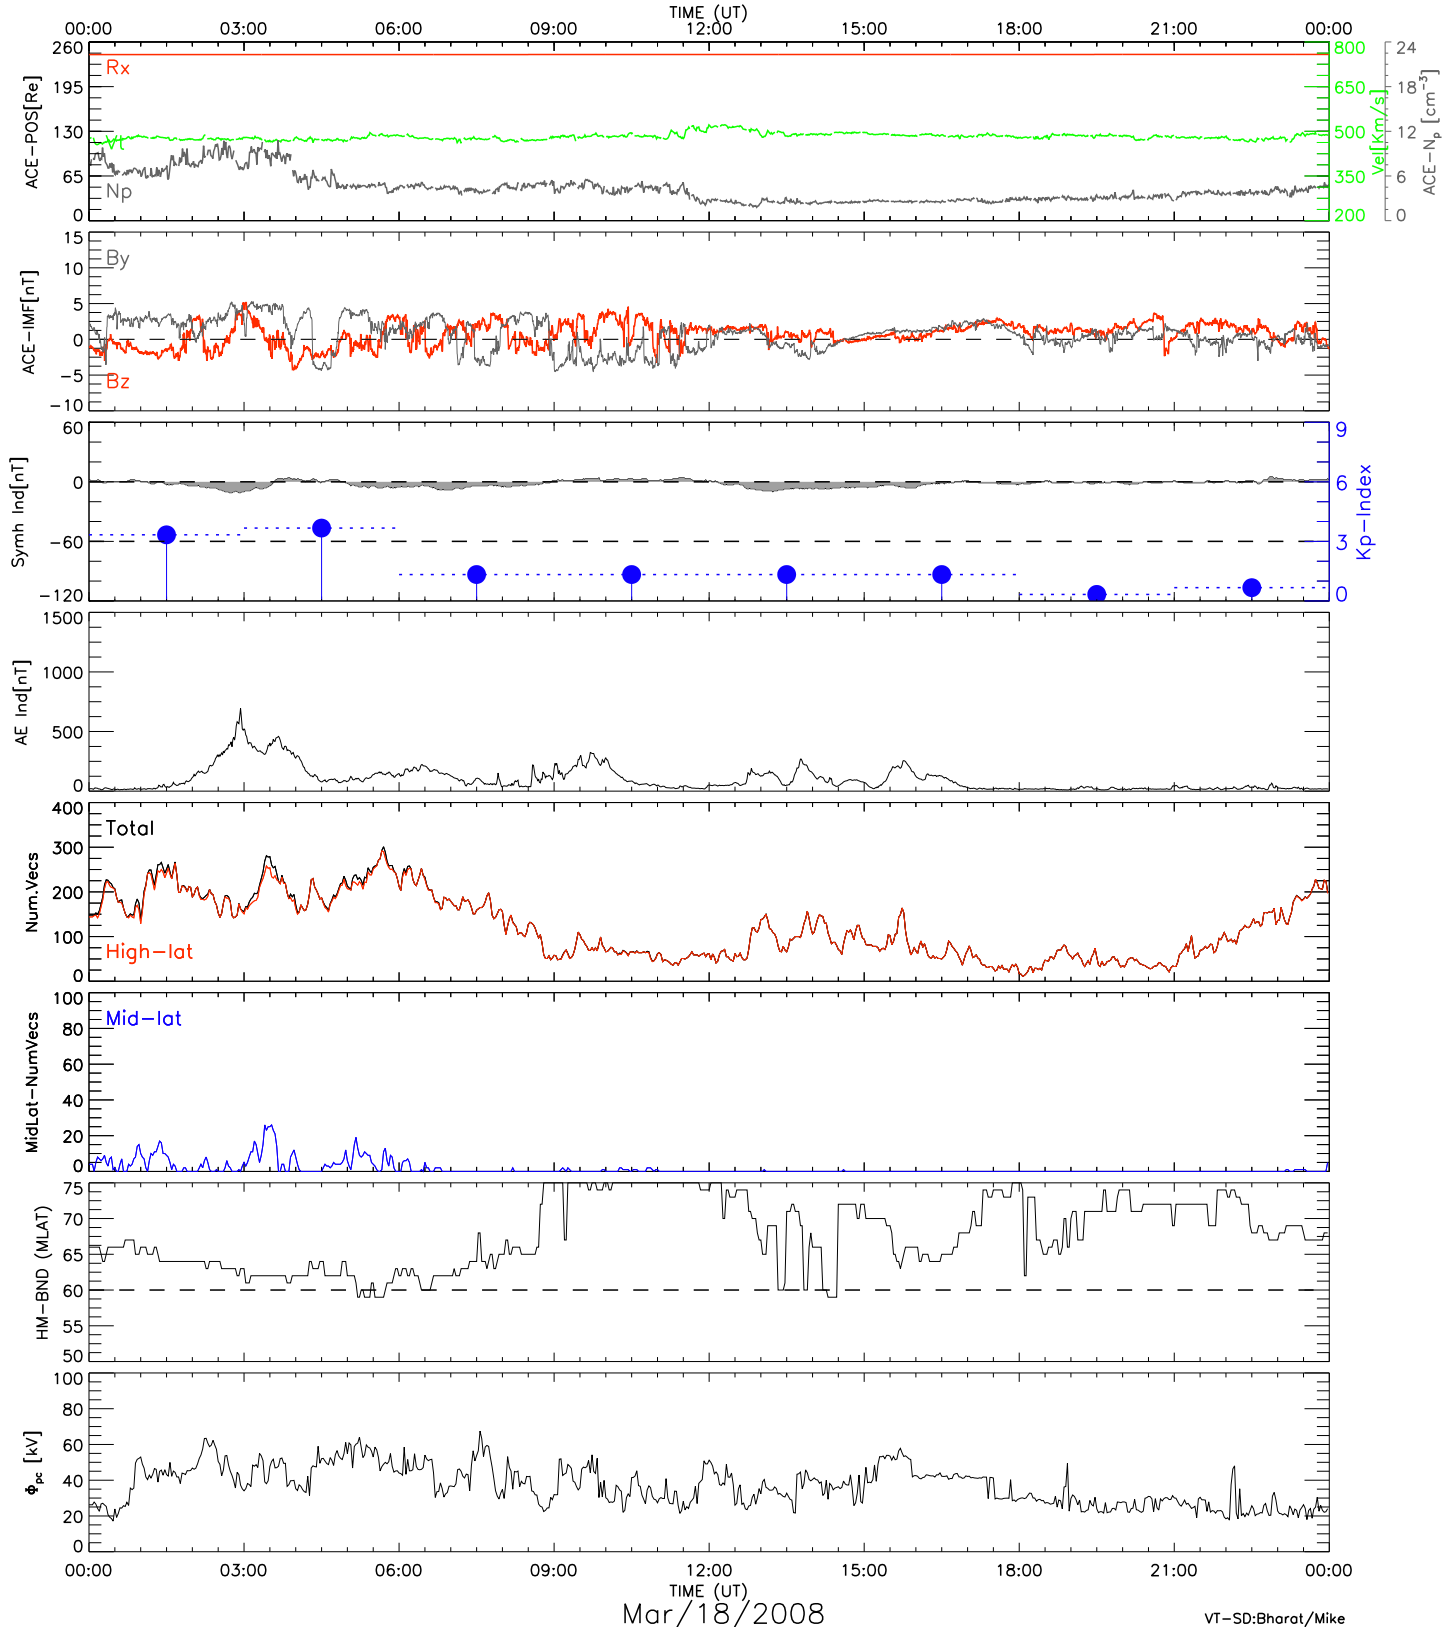 TIME (UT)
00:00 03:00 06:00 09:00 12:00 15:00 18:00 21:00 00:00
ACE-POS[Re]
260
195
130
65
0
Rx
Vt
Np
800
650
500
350
200
Vel[Km/s]
24
18
12
6
0
ACE-Np [cm-3]
ACE-IMF[nT]
15
10
5
0
-5
-10
By
Bz
Symh Ind[nT]
60
0
-60
-120
9
6
3
0
Kp-Index
AE Ind[nT]
1500
1000
500
0
Num.Vecs
400
300
200
100
0
Total
High-lat
MidLat-NumVecs
100
80
60
40
20
0
Mid-lat
HM-BND (MLAT)
75
70
65
60
55
50
Φpc [kV]
100
80
60
40
20
0
00:00 03:00 06:00 09:00 12:00 15:00 18:00 21:00 00:00
TIME (UT)
Mar/18/2008
VT-SD:Bharat/Mike